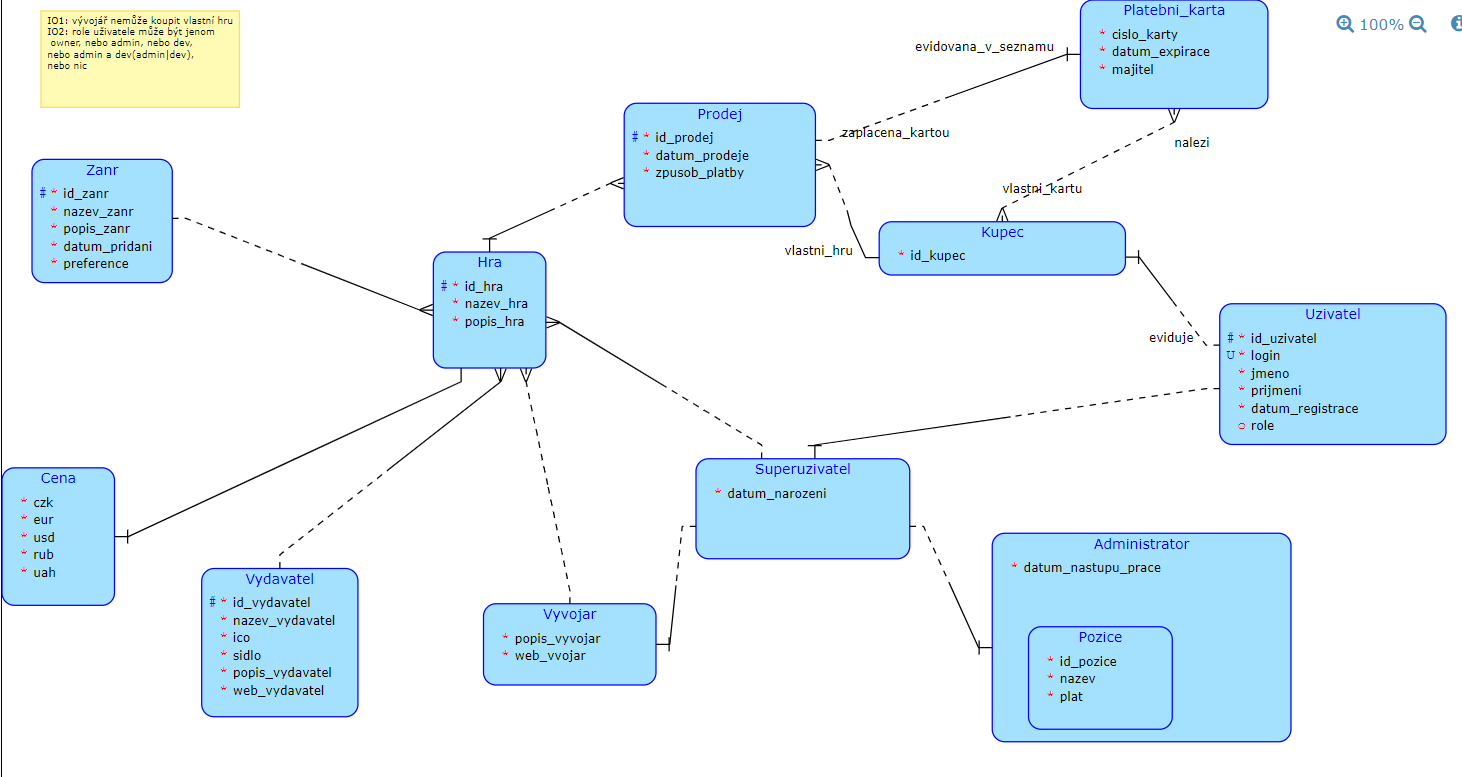 IO1: vývojář nemůže koupit vlastní hru
IO2: role uživatele může být jenom
owner, nebo admin, nebo dev,
nebo admin a dev(admin|dev),
nebo nic
100%
Platebni_karta
* cislo_karty
* datum_expirace
* majitel
evidovana_v_seznamu
zaplacena_kartou
nalezi
vlastni_kartu
Prodej
# * id_prodej
* datum_prodeje
* zpusob_platby
Zanr
# * id_zanr
* nazev_zanr
* popis_zanr
* datum_pridani
* preference
Kupec
* id_kupec
vlastni_hru
Hra
# * id_hra
* nazev_hra
* popis_hra
eviduje
Uzivatel
# * id_uzivatel
U * login
* jmeno
* prijmeni
* datum_registrace
o role
Cena
* czk
* eur
* usd
* rub
* uah
Superuzivatel
* datum_narozeni
Vydavatel
# * id_vydavatel
* nazev_vydavatel
* ico
* sidlo
* popis_vydavatel
* web_vydavatel
Vyvojar
* popis_vyvojar
* web_vvojar
Administrator
* datum_nastupu_prace
Pozice
* id_pozice
* nazev
* plat